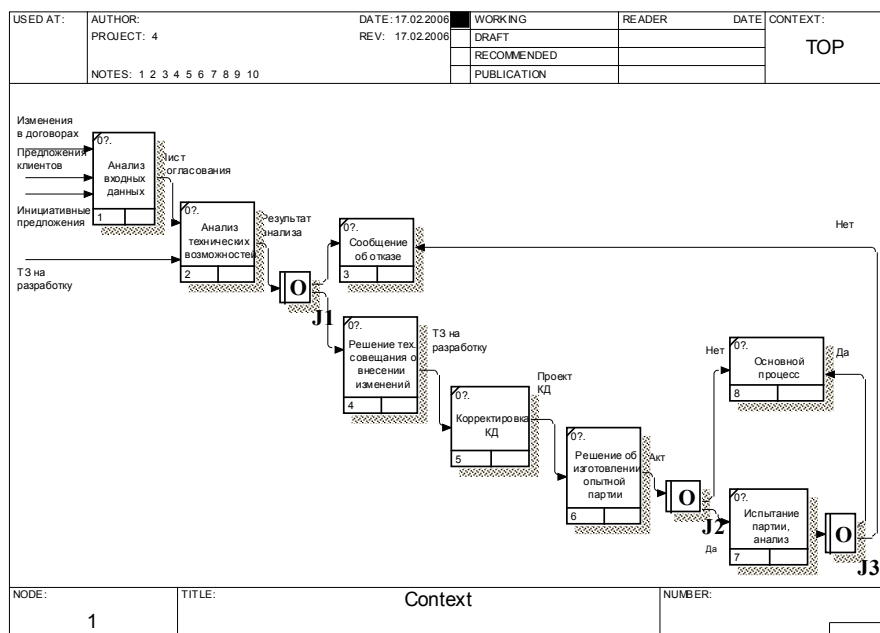 USED AT:
AUTHOR:
DATE: 17.02.2006
WORKING
READER
DATE
CONTEXT:
PROJECT: 4
REV: 17.02.2006
DRAFT
TOP
RECOMMENDED
NOTES: 1 2 3 4 5 6 7 8 9 10
PUBLICATION
Изменения
в договорах
Предложения
клиентов
Инициативные
предложения
0?.
Анализ
входных
данных
1
Лист
согласования
ТЗ на
разработку
0?.
Анализ
технических
возможностей
2
Результат
анализа
O
J1
0?.
Сообщение
об отказе
3
Нет
0?.
Решение тех.
совещания о
внесении
изменений
4
ТЗ на
разработку
0?.
Корректировка
КД
5
Проект
КД
0?.
Решение об
изготовлении
опытной
партии
6
Акт
O
J2
Нет
Да
0?.
Основной
процесс
8
Да
0?.
Испытание
партии,
анализ
7
O
J3
NODE:
TITLE:
Context
NUMBER:
1